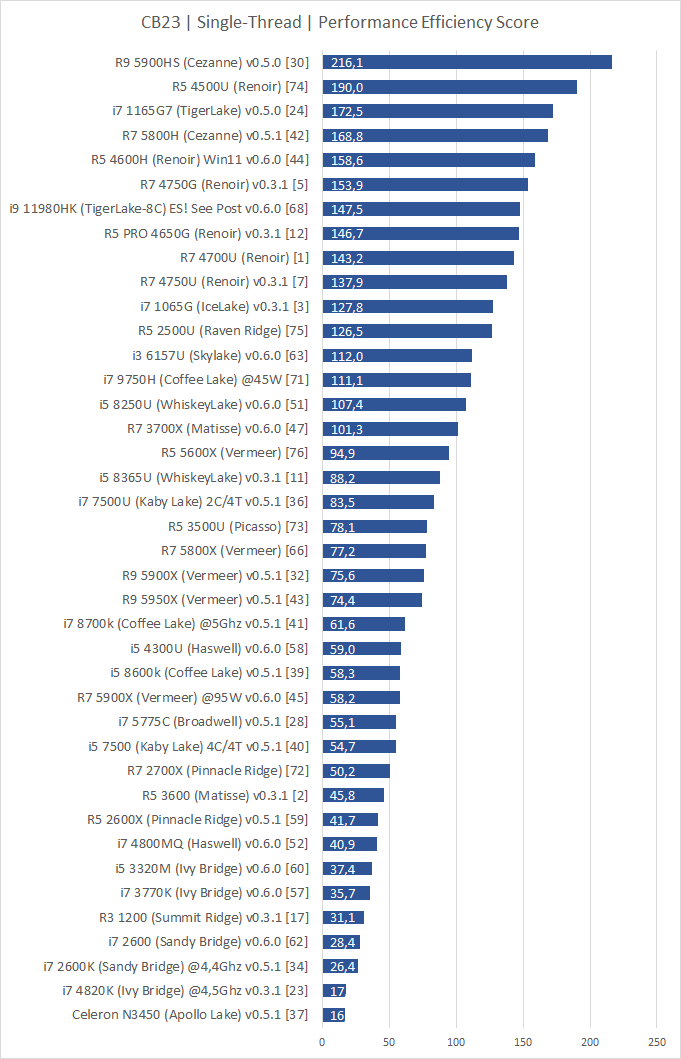 CB23 | Single-Thread | Performance Efficiency Score
R9 5900HS (Cezanne) v0.5.0 [30] 216,1
R5 4500U (Renoir) [74] 190,0
i7 1165G7 (TigerLake) v0.5.0 [24] 172,5
R7 5800H (Cezanne) v0.5.1 [42] 168,8
R5 4600H (Renoir) Win11 v0.6.0 [44] 158,6
R7 4750G (Renoir) v0.3.1 [5] 153,9
i9 11980HK (TigerLake-8C) ES! See Post v0.6.0 [68] 147,5
R5 PRO 4650G (Renoir) v0.3.1 [12] 146,7
R7 4700U (Renoir) [1] 143,2
R7 4750U (Renoir) v0.3.1 [7] 137,9
i7 1065G (IceLake) v0.3.1 [3] 127,8
R5 2500U (Raven Ridge) [75] 126,5
i3 6157U (Skylake) v0.6.0 [63] 112,0
i7 9750H (Coffee Lake) @45W [71] 111,1
i5 8250U (WhiskeyLake) v0.6.0 [51] 107,4
R7 3700X (Matisse) v0.6.0 [47] 101,3
R5 5600X (Vermeer) [76] 94,9
i5 8365U (WhiskeyLake) v0.3.1 [11] 88,2
i7 7500U (Kaby Lake) 2C/4T v0.5.1 [36] 83,5
R5 3500U (Picasso) [73] 78,1
R7 5800X (Vermeer) [66] 77,2
R9 5900X (Vermeer) v0.5.1 [32] 75,6
R9 5950X (Vermeer) v0.5.1 [43] 74,4
i7 8700k (Coffee Lake) @5Ghz v0.5.1 [41] 61,6
i5 4300U (Haswell) v0.6.0 [58] 59,0
i5 8600k (Coffee Lake) v0.5.1 [39] 58,3
R7 5900X (Vermeer) @95W v0.6.0 [45] 58,2
i7 5775C (Broadwell) v0.5.1 [28] 55,1
i5 7500 (Kaby Lake) 4C/4T v0.5.1 [40] 54,7
R7 2700X (Pinnacle Ridge) [72] 50,2
R5 3600 (Matisse) v0.3.1 [2] 45,8
R5 2600X (Pinnacle Ridge) v0.5.1 [59] 41,7
i7 4800MQ (Haswell) v0.6.0 [52] 40,9
i5 3320M (Ivy Bridge) v0.6.0 [60] 37,4
i7 3770K (Ivy Bridge) v0.6.0 [57] 35,7
R3 1200 (Summit Ridge) v0.3.1 [17] 31,1
i7 2600 (Sandy Bridge) v0.6.0 [62] 28,4
i7 2600K (Sandy Bridge) @4,4Ghz v0.5.1 [34] 26,4
i7 4820K (Ivy Bridge) @4,5Ghz v0.3.1 [23] 17
Celeron N3450 (Apollo Lake) v0.5.1 [37] 16
0 50 100 150 200 250